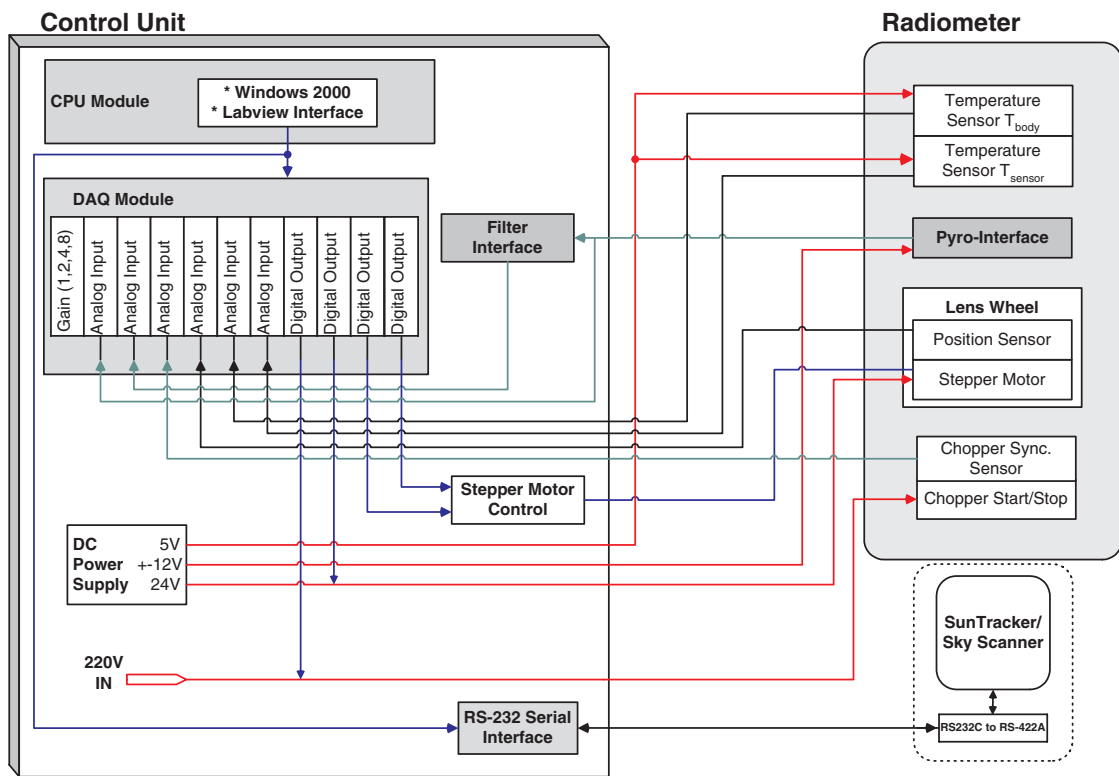 Control Unit
Radiometer
CPU Module
* Windows 2000
* Labview Interface
DAQ Module
Gain (1,2,4,8)
Analog Input
Analog Input
Analog Input
Analog Input
Analog Input
Analog Input
Digital Output
Digital Output
Digital Output
Digital Output
Filter
Interface
Temperature
Sensor Tbody
Temperature
Sensor Tsensor
Pyro-Interface
Lens Wheel
Position Sensor
Stepper Motor
Chopper Sync.
Sensor
Chopper Start/Stop
Stepper Motor
Control
DC 5V
Power +-12V
Supply 24V
220V
IN
RS-232 Serial
Interface
SunTracker/
Sky Scanner
RS232C to RS-422A